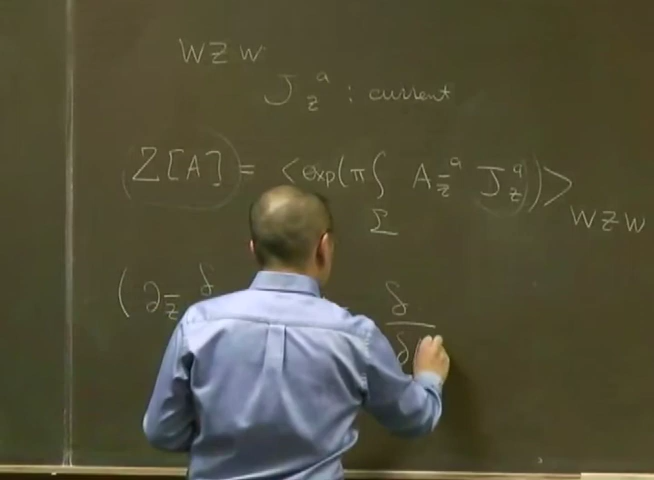 WZW
J_z^a : current
Z[A] = <exp(π∫_Σ A_z̄^a J_z^a)>_WZW
(∂_z̄ δ δ/δ